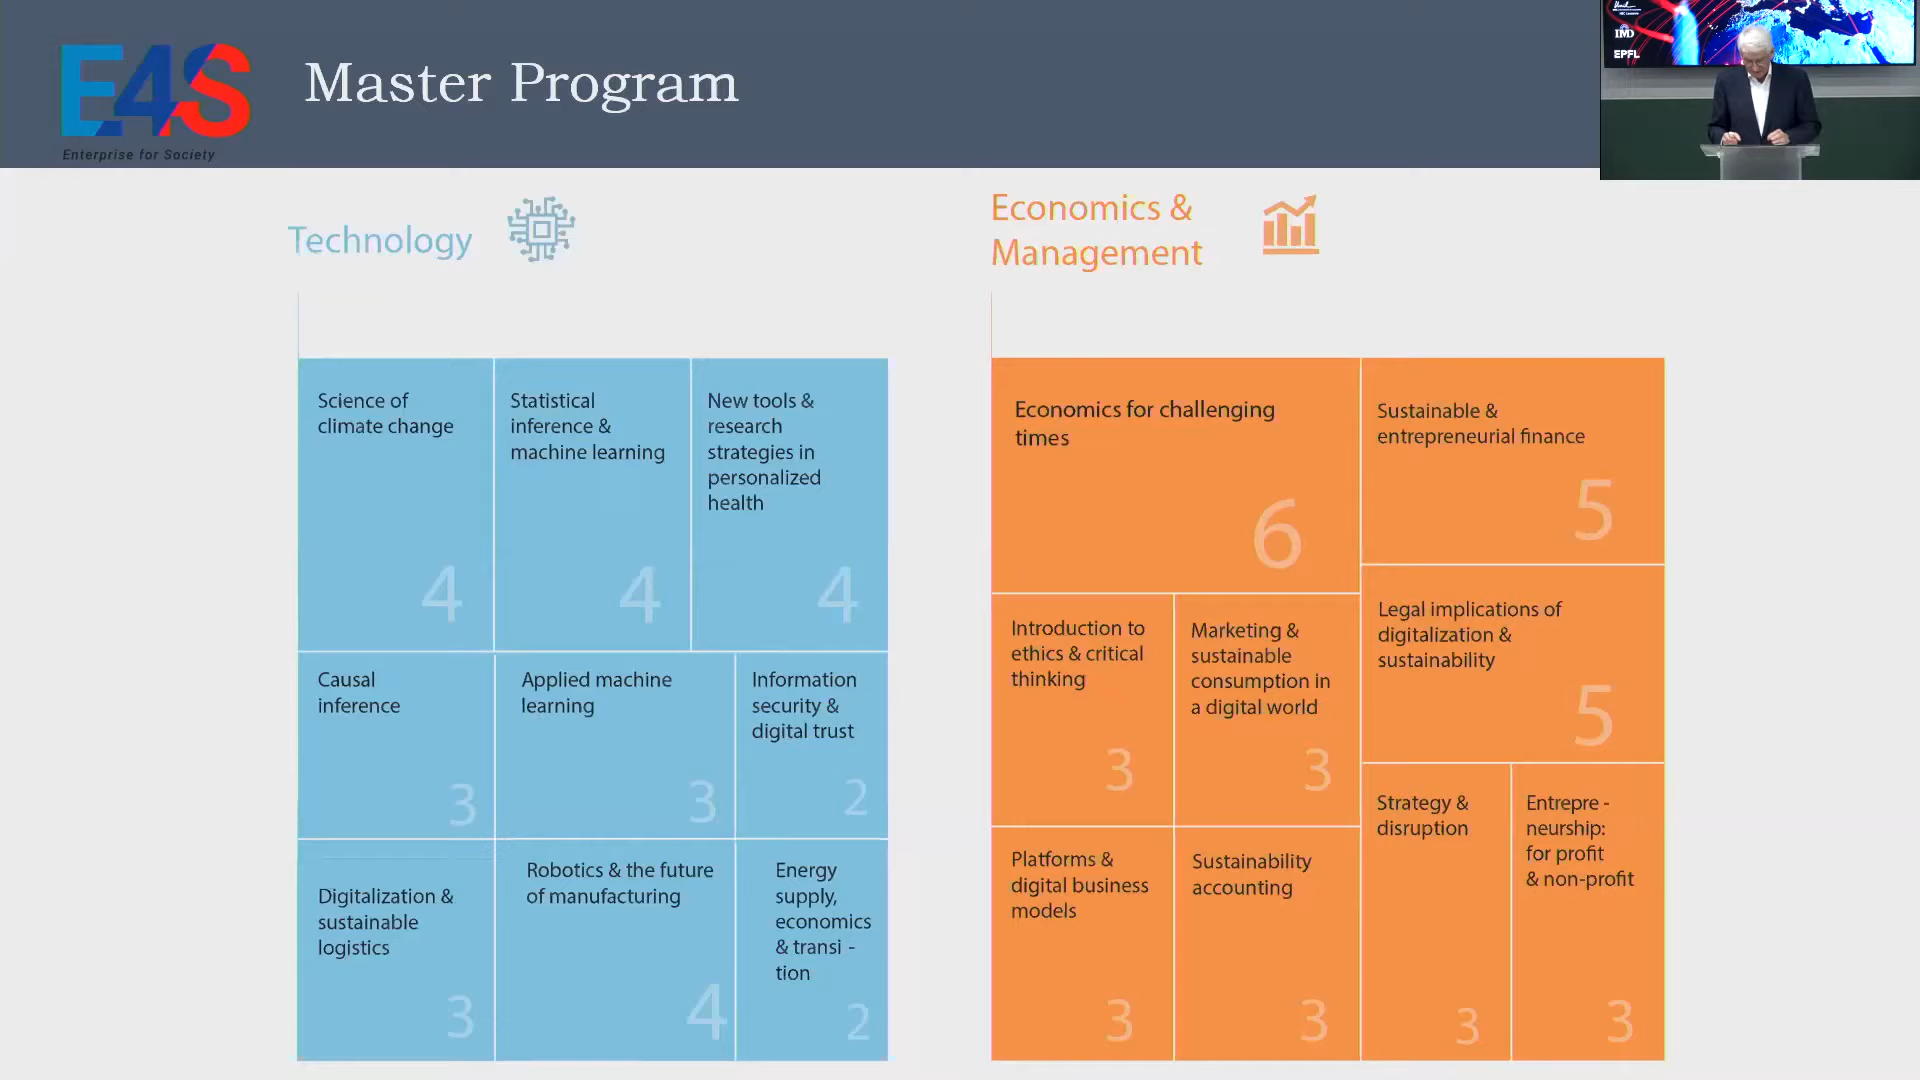 E4S
Enterprise for Society
Master Program
IMD
EPFL
Technology
Economics &
Management
Science of
climate change
4
Statistical
inference &
machine learning
4
New tools &
research
strategies in
personalized
health
4
Causal
inference
3
Applied machine
learning
3
Information
security &
digital trust
2
Digitalization &
sustainable
logistics
3
Robotics & the future
of manufacturing
4
Energy
supply,
economics
& transi -
tion
2
Economics for challenging
times
6
Sustainable &
entrepreneurial finance
5
Introduction to
ethics & critical
thinking
3
Marketing &
sustainable
consumption in
a digital world
3
Legal implications of
digitalization &
sustainability
5
Platforms &
digital business
models
3
Sustainability
accounting
3
Strategy &
disruption
3
Entrepre -
neurship:
for profit
& non-profit
3